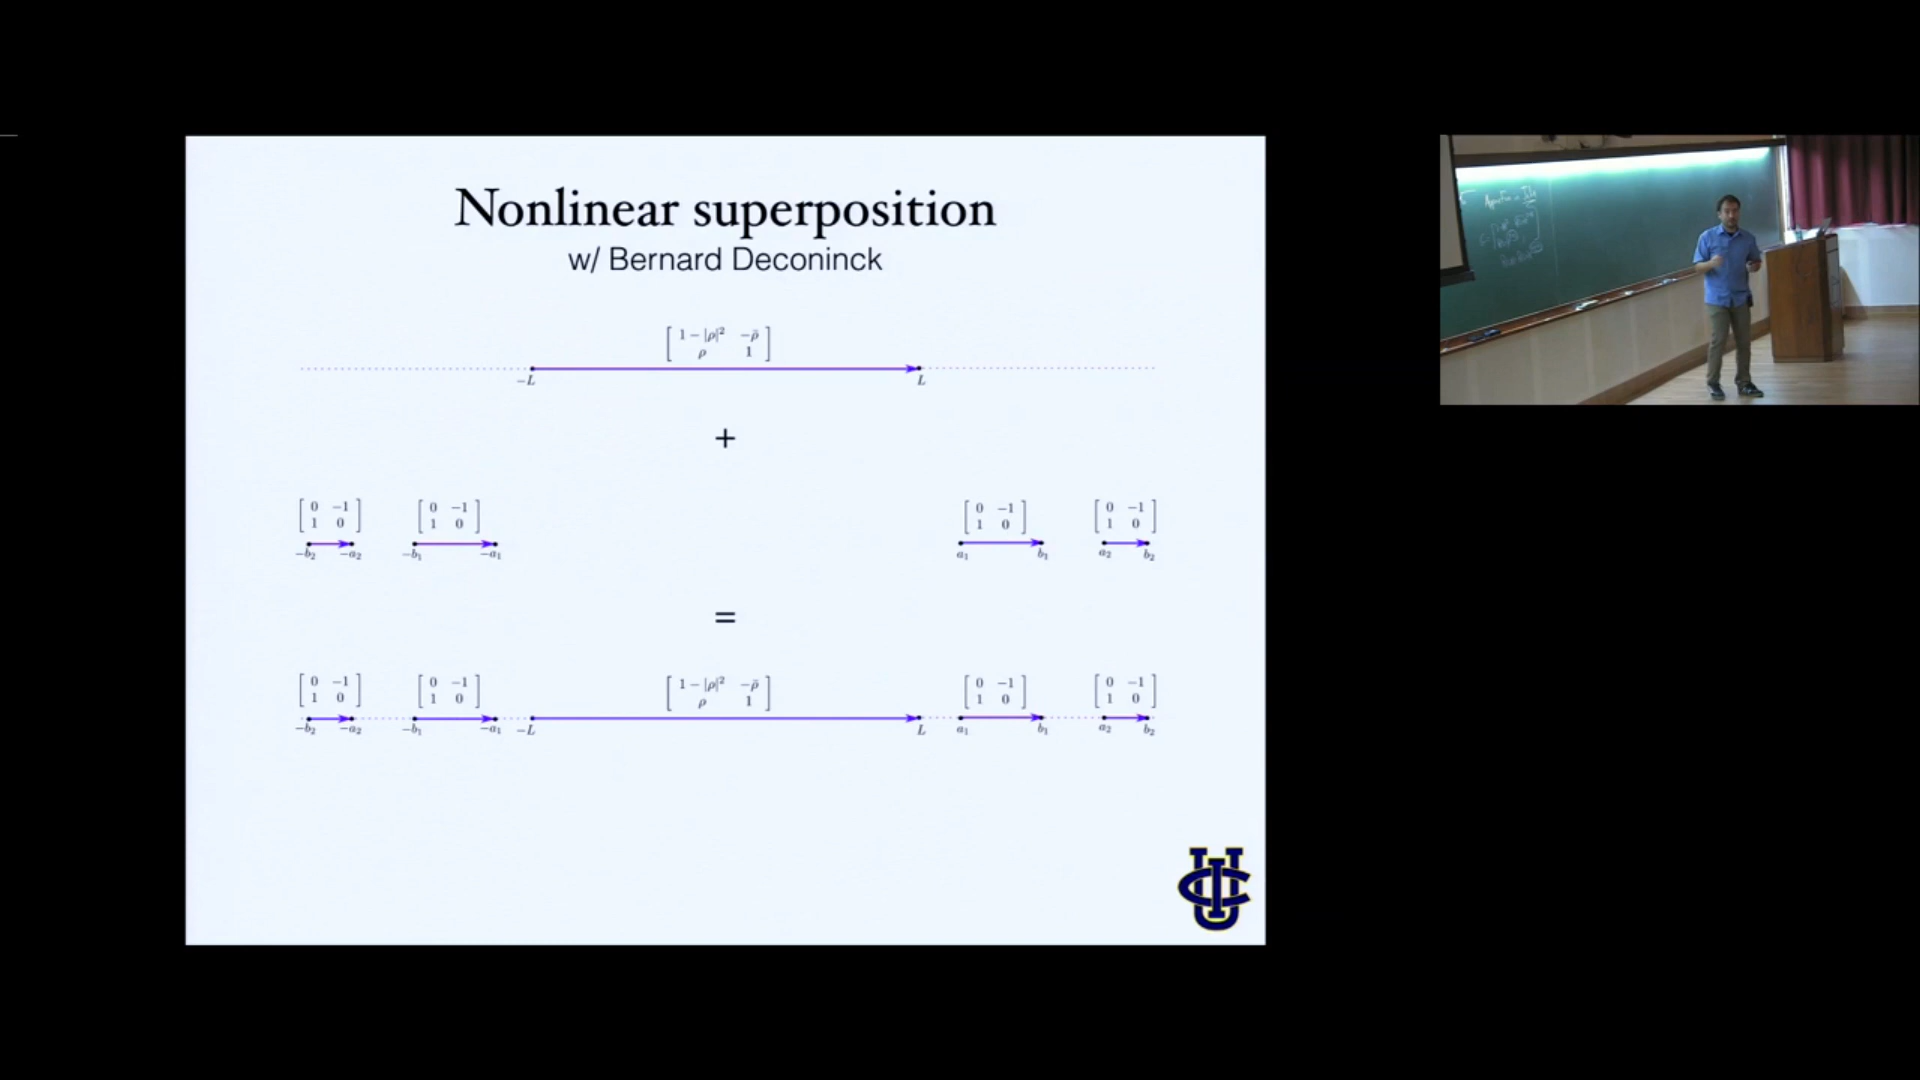 Nonlinear superposition
w/ Bernard Deconinck
1 − |ρ|² −ρ̄
ρ 1
−L L
+
0 −1 0 −1 0 −1 0 −1
1 0 1 0 1 0 1 0
−b₂ −a₂ −b₁ −a₁ a₁ b₁ a₂ b₂
=
0 −1 0 −1 1 − |ρ|² −ρ̄ 0 −1 0 −1
1 0 1 0 ρ 1 1 0 1 0
−b₂ −a₂ −b₁ −a₁ −L L a₁ b₁ a₂ b₂
UCI